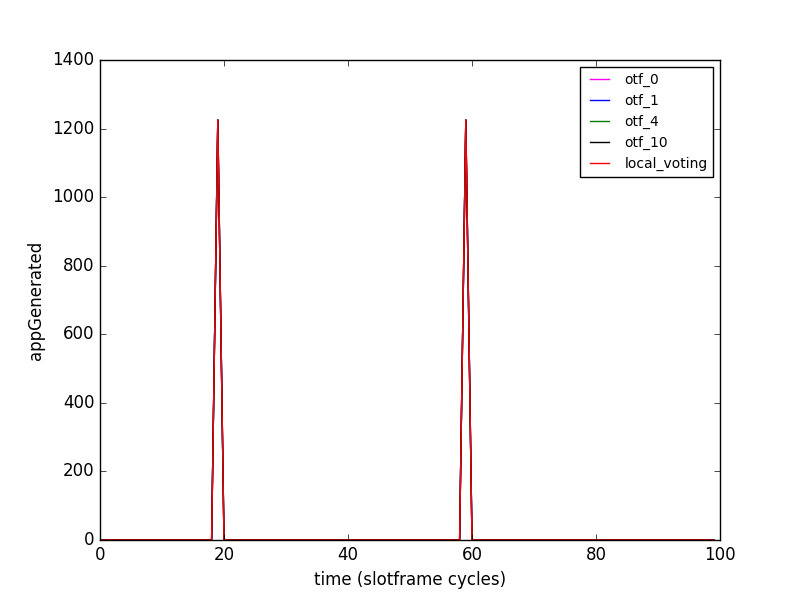 1400
1200
1000
800
600
400
200
0
appGenerated
0 20 40 60 80 100
time (slotframe cycles)
otf_0
otf_1
otf_4
otf_10
local_voting